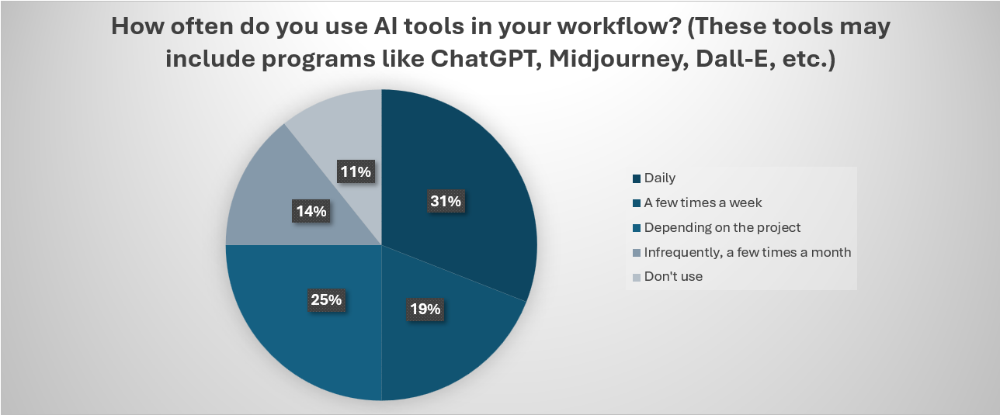 How often do you use AI tools in your workflow? (These tools may
include programs like ChatGPT, Midjourney, Dall-E, etc.)
11%
31%
14%
25%
19%
Daily
A few times a week
Depending on the project
Infrequently, a few times a month
Don't use